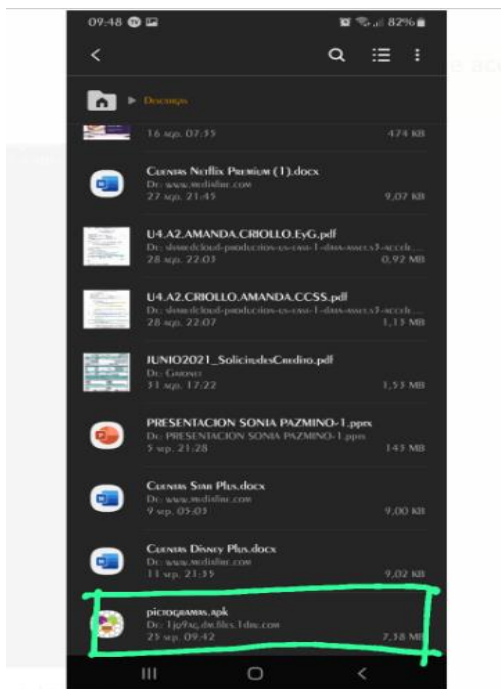 09:48
82%
Descargas
16 ago. 07:35 474 KB
Cuentas Netflix Premium (1).docx
De: www.mediafire.com
27 ago. 21:45 9,07 KB
U4.A2.AMANDA.CRIOLLO.EyG.pdf
28 ago. 22:03 0,92 MB
U4.A2.CRIOLLO.AMANDA.CCSS.pdf
28 ago. 22:07 1,13 MB
JUNIO2021_SolicitudesCredito.pdf
31 ago. 17:22 1,53 MB
PRESENTACION SONIA PAZMINO-1.pptx
De: PRESENTACION SONIA PAZMINO-1.pptx
5 sep. 21:28 143 MB
Cuentas Star Plus.docx
De: www.mediafire.com
9 sep. 05:03 9,00 KB
Cuentas Disney Plus.docx
De: www.mediafire.com
11 sep. 21:35 9,02 KB
pictogramas.apk
25 sep. 09:42 7,38 MB